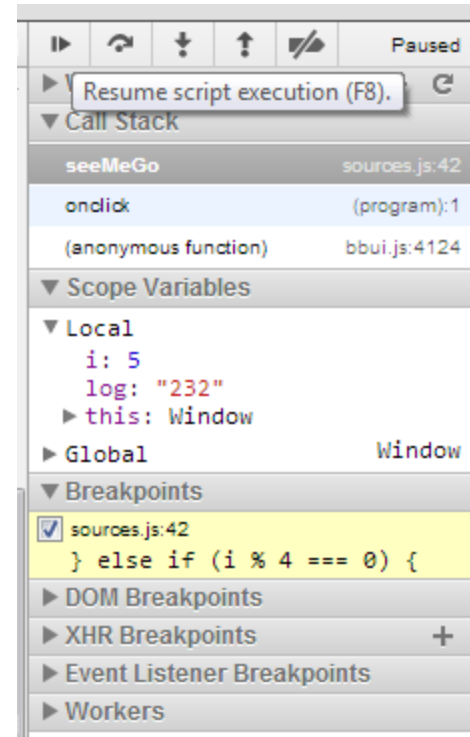 Paused
Resume script execution (F8).
Call Stack
seeMeGo sources.js:42
onclick (program):1
(anonymous function) bbui.js:4124
Scope Variables
Local
i: 5
log: "232"
this: Window
Global Window
Breakpoints
sources.js:42
} else if (i % 4 === 0) {
DOM Breakpoints
XHR Breakpoints +
Event Listener Breakpoints
Workers